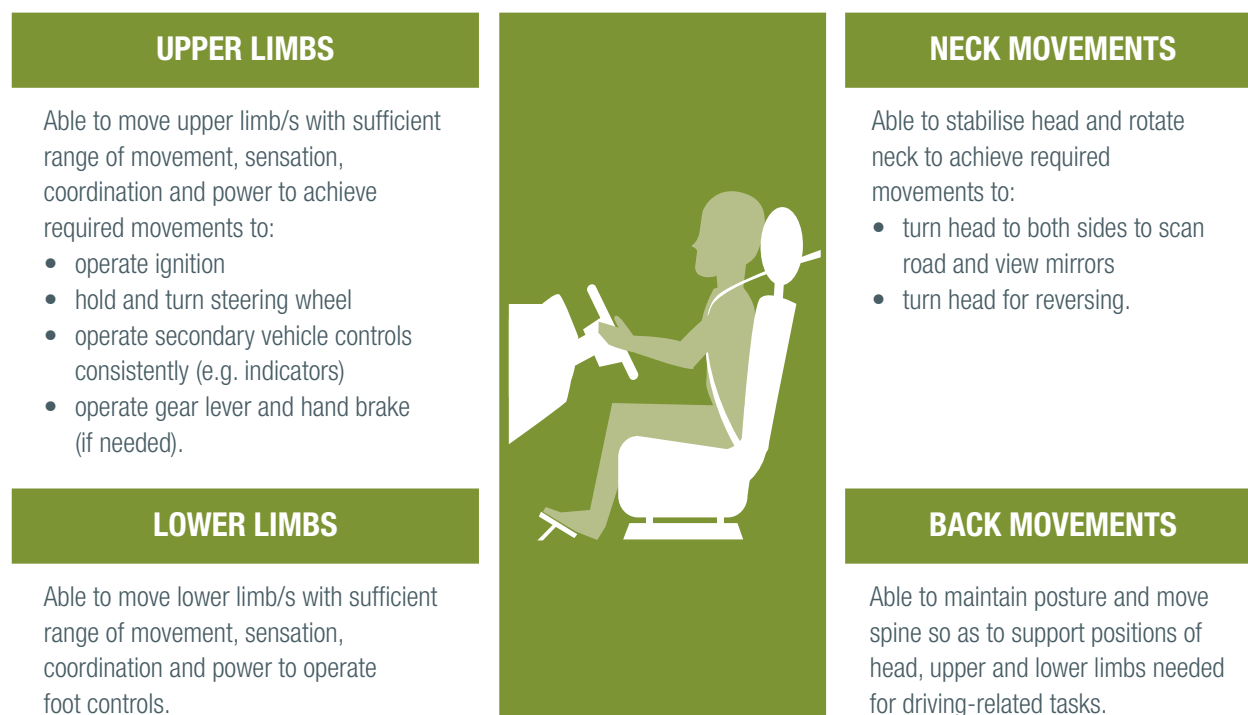 UPPER LIMBS
Able to move upper limb/s with sufficient
range of movement, sensation,
coordination and power to achieve
required movements to:
• operate ignition
• hold and turn steering wheel
• operate secondary vehicle controls
consistently (e.g. indicators)
• operate gear lever and hand brake
(if needed).
LOWER LIMBS
Able to move lower limb/s with sufficient
range of movement, sensation,
coordination and power to operate
foot controls.
NECK MOVEMENTS
Able to stabilise head and rotate
neck to achieve required
movements to:
• turn head to both sides to scan
road and view mirrors
• turn head for reversing.
BACK MOVEMENTS
Able to maintain posture and move
spine so as to support positions of
head, upper and lower limbs needed
for driving-related tasks.